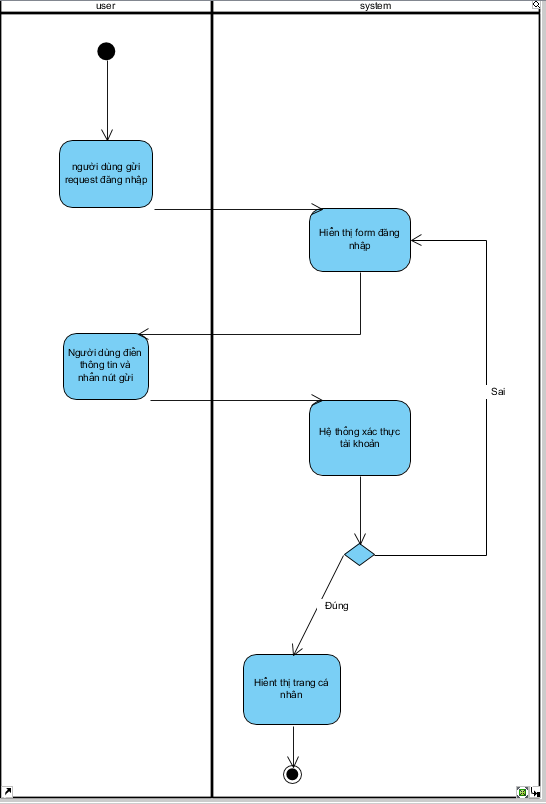 user
system
người dùng gửi
request đăng nhập
Hiển thị form đăng
nhập
Người dùng điền
thông tin và
nhấn nút gửi
Hệ thống xác thực
tài khoản
Sai
Đúng
Hiểnt thị trang cá
nhân